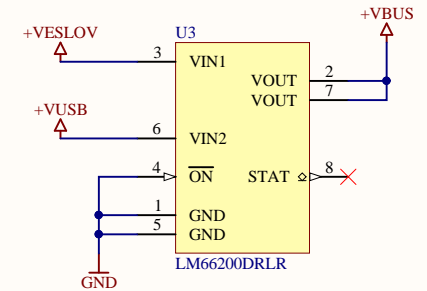 +VBUS
+VESLOV
U3
3 VIN1
VOUT 2
VOUT 7
+VUSB
6 VIN2
4 ON STAT 8
1 GND
5 GND
LM66200DRLR
GND